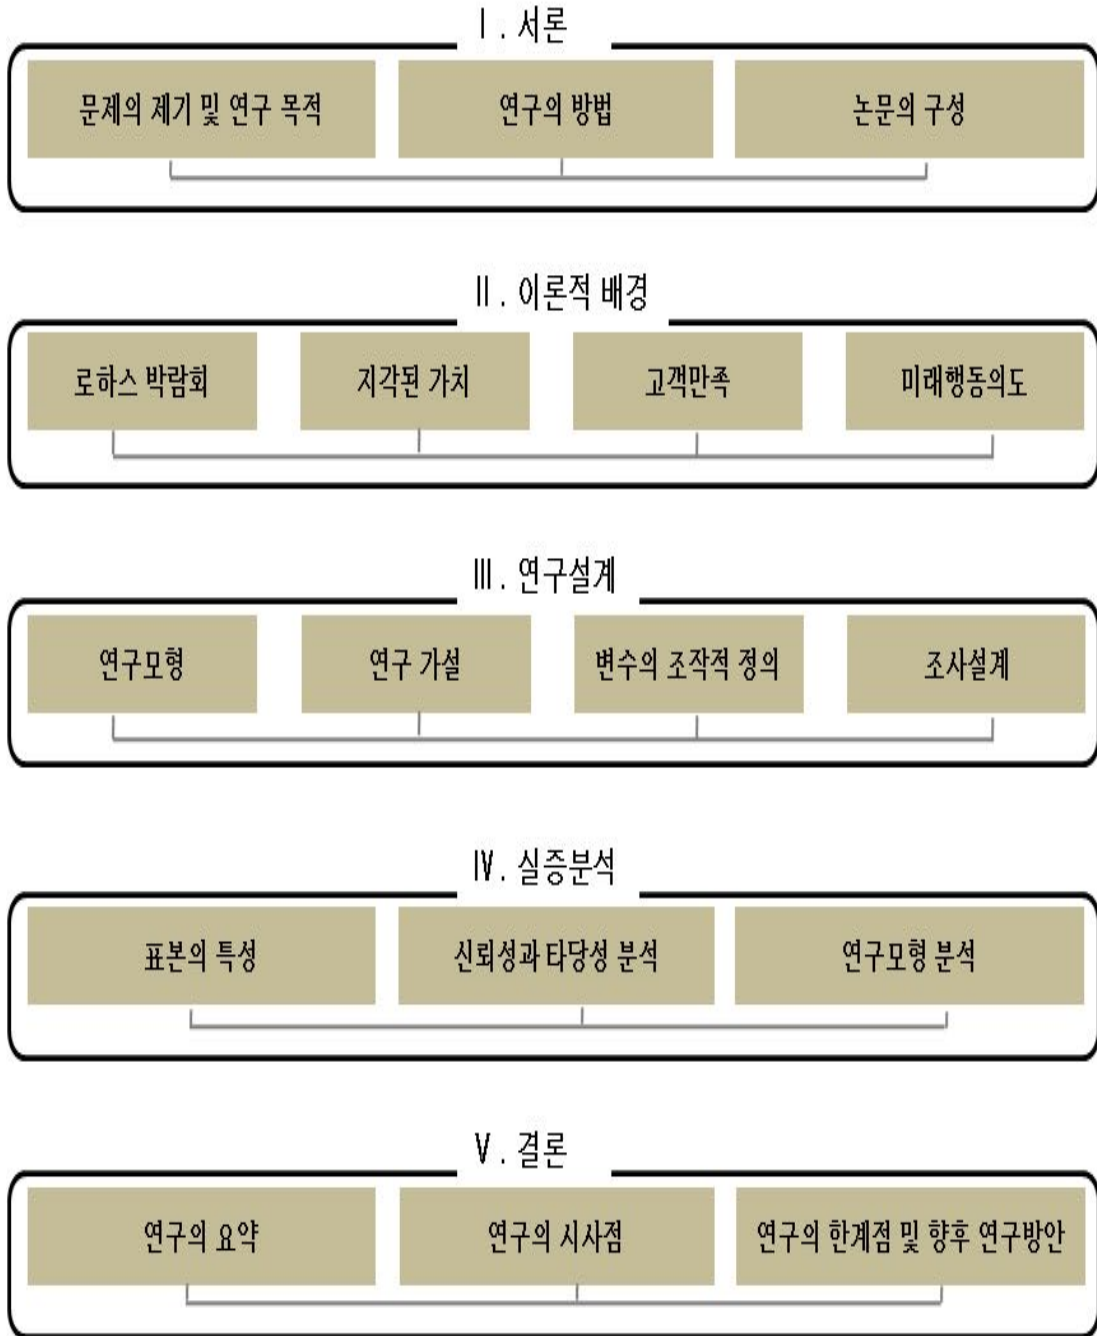 Ⅰ. 서론
문제의 제기 및 연구 목적
연구의 방법
논문의 구성
Ⅱ. 이론적 배경
로하스 박람회
지각된 가치
고객만족
미래행동의도
Ⅲ. 연구설계
연구모형
연구 가설
변수의 조작적 정의
조사설계
Ⅳ. 실증분석
표본의 특성
신뢰성과 타당성 분석
연구모형 분석
Ⅴ. 결론
연구의 요약
연구의 시사점
연구의 한계점 및 향후 연구방안